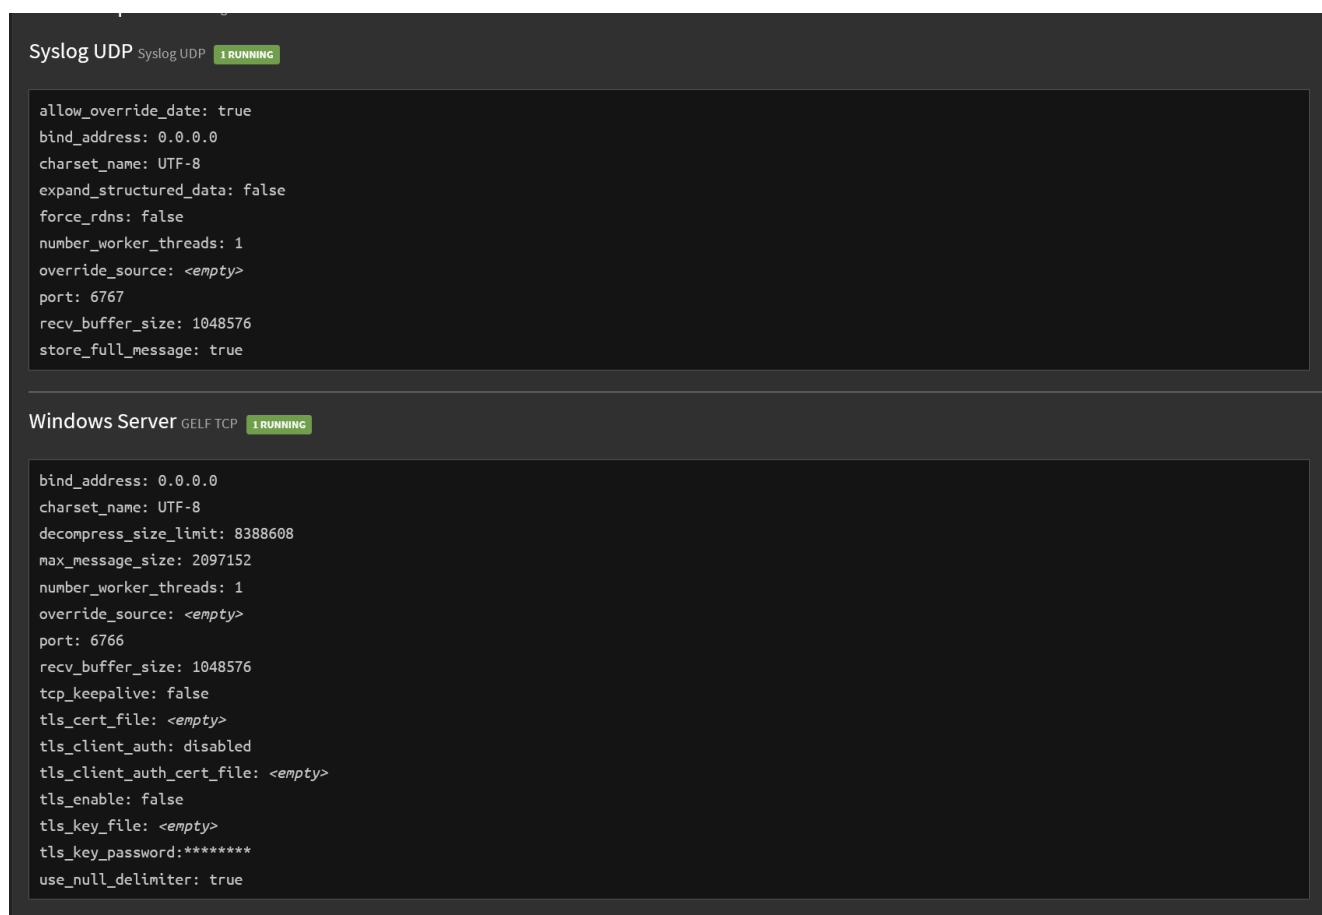 Syslog UDP Syslog UDP 1 RUNNING
allow_override_date: true
bind_address: 0.0.0.0
charset_name: UTF-8
expand_structured_data: false
force_rdns: false
number_worker_threads: 1
override_source: <empty>
port: 6767
recv_buffer_size: 1048576
store_full_message: true
Windows Server GELF TCP 1 RUNNING
bind_address: 0.0.0.0
charset_name: UTF-8
decompress_size_limit: 8388608
max_message_size: 2097152
number_worker_threads: 1
override_source: <empty>
port: 6766
recv_buffer_size: 1048576
tcp_keepalive: false
tls_cert_file: <empty>
tls_client_auth: disabled
tls_client_auth_cert_file: <empty>
tls_enable: false
tls_key_file: <empty>
tls_key_password:********
use_null_delimiter: true